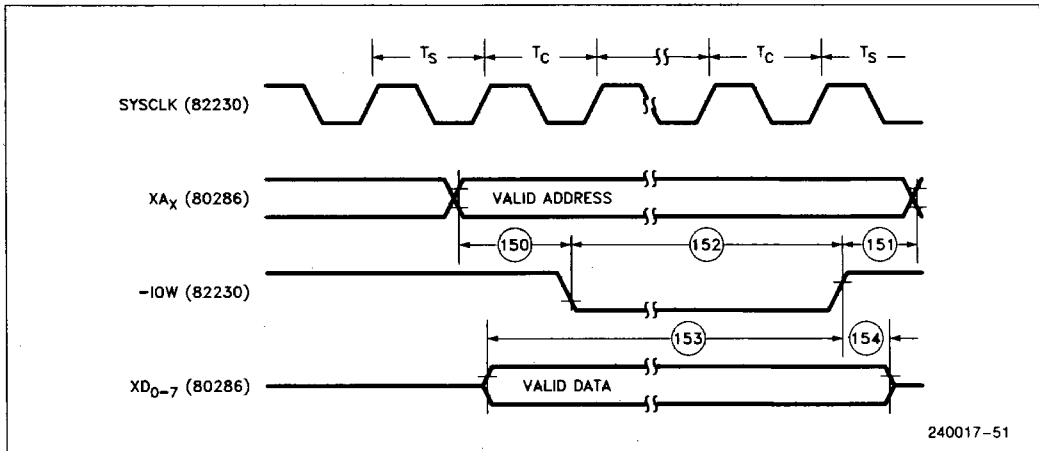 T_S T_C T_C T_S
SYSCLK (82230)
XA_X (80286)
VALID ADDRESS
150 152 151
-IOW (82230)
153 154
XD_0-7 (80286)
VALID DATA
240017-51